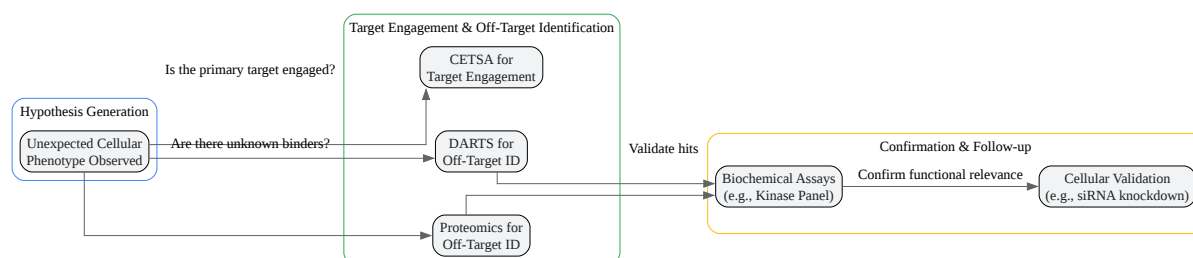 Target Engagement & Off-Target Identification
CETSA for
Target Engagement
Is the primary target engaged?
Hypothesis Generation
Unexpected Cellular
Phenotype Observed
Are there unknown binders?
DARTS for
Off-Target ID
Proteomics for
Off-Target ID
Validate hits
Confirmation & Follow-up
Biochemical Assays
(e.g., Kinase Panel)
Confirm functional relevance
Cellular Validation
(e.g., siRNA knockdown)